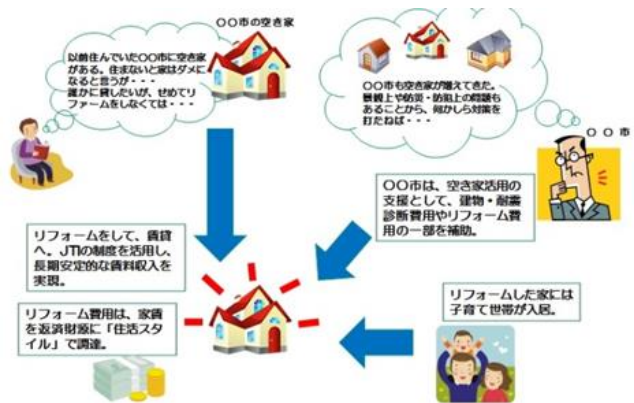 〇〇市の空き家
以前住んでいた〇〇市に空き家
がある。住まないと家はダメに
なると言うが・・・
誰かに貸したいが、せめてリ
フォームをしなくては・・・
〇〇市も空き家が増えてきた。
景観上や防災・防犯上の問題も
あることから、何かしら対策を
打たねば・・・
〇〇市
〇〇市は、空き家活用の
支援として、建物・耐震
診断費用やリフォーム費
用の一部を補助。
リフォームをして、賃貸
へ。JTIの制度を活用し、
長期安定的な賃料収入を
実現。
リフォーム費用は、家賃
を返済財源に「住活スタ
イル」で調達。
リフォームした家には
子育て世帯が入居。